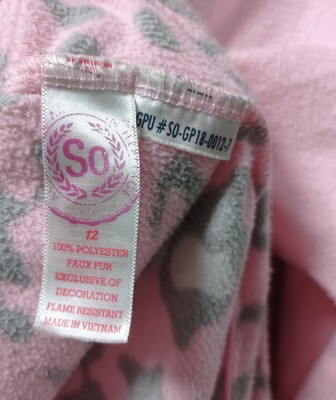 So
12
100% POLYESTER
FAUX FUR
EXCLUSIVE OF
DECORATION
FLAME RESISTANT
MADE IN VIETNAM
GPU # SO-GP18-0012-7